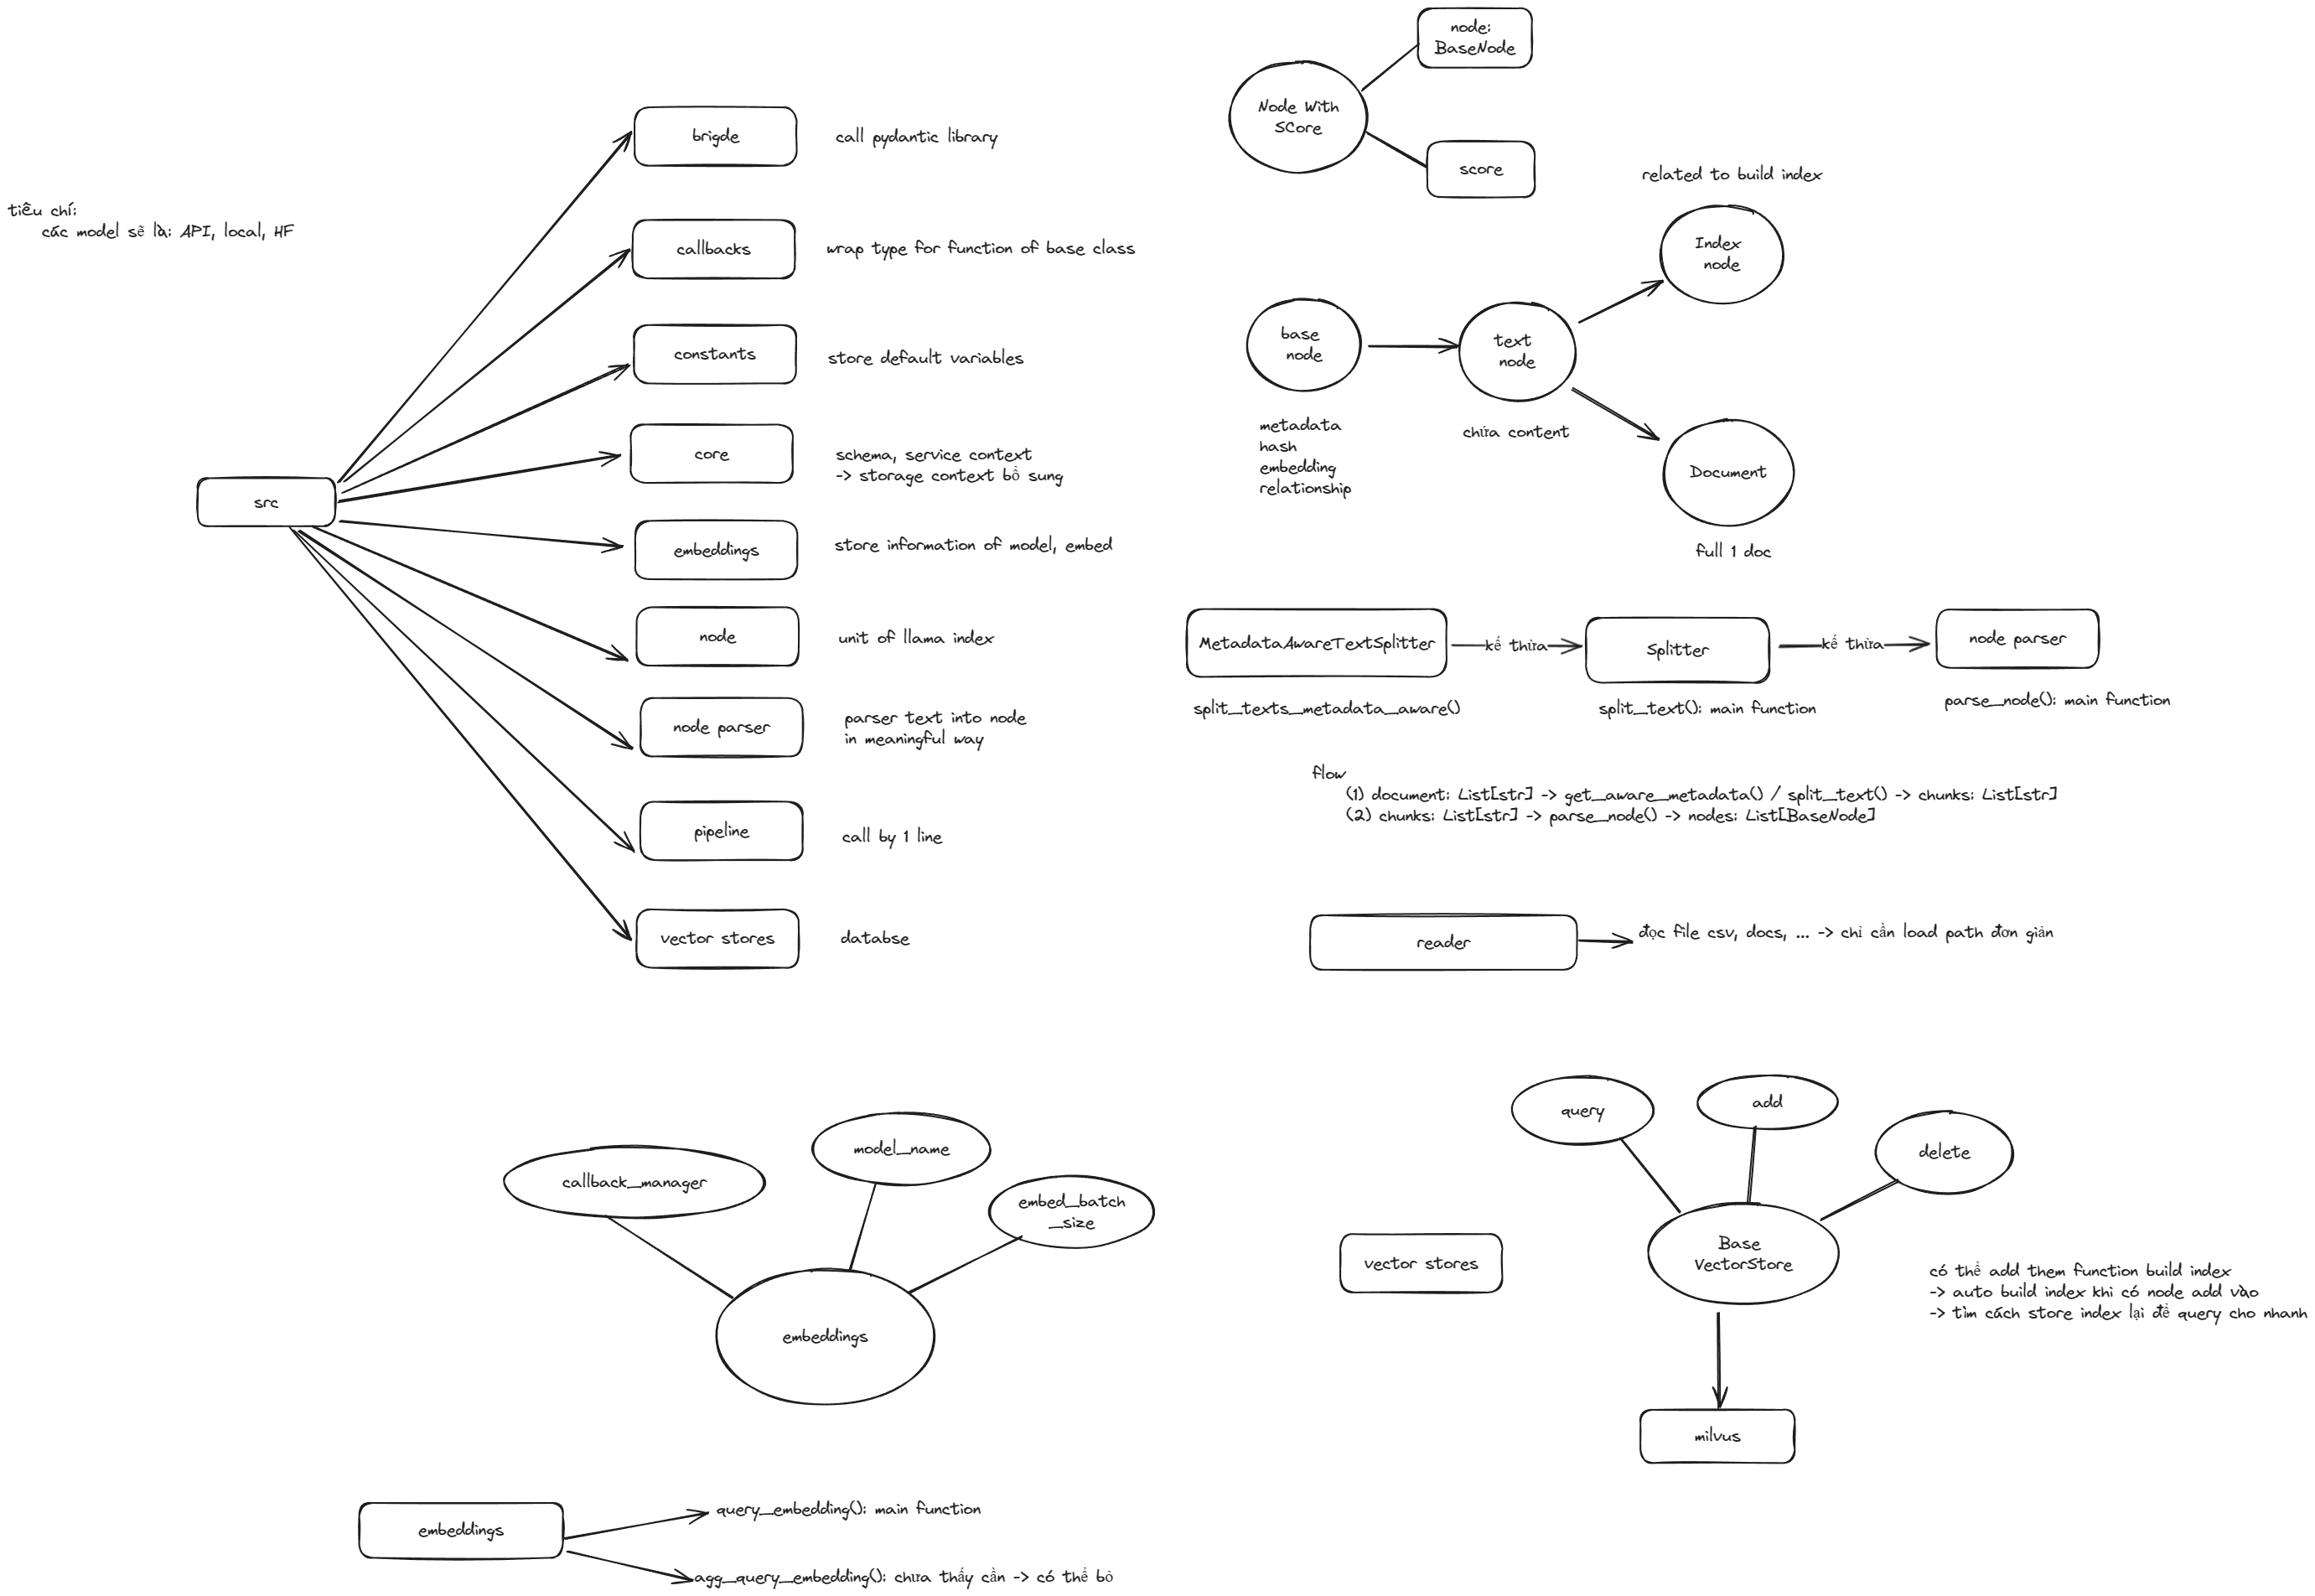 tiêu chí:
các model sẽ là: API, local, HF
src
brigde
call pydantic library
callbacks
wrap type for function of base class
constants
store default variables
core
schema, service context
-> storage context bổ sung
embeddings
store information of model, embed
node
unit of llama index
node parser
parser text into node
in meaningful way
pipeline
call by 1 line
vector stores
databse
Node With
SCore
node:
BaseNode
score
related to build index
Index
node
base
node
text
node
metadata
hash
embedding
relationship
chứa content
Document
full 1 doc
MetadataAwareTextSplitter
kế thừa
Splitter
kế thừa
node parser
split_texts_metadata_aware()
split_text(): main function
parse_node(): main function
flow
(1) document: List[str] -> get_aware_metadata() / split_text() -> chunks: List[str]
(2) chunks: List[str] -> parse_node() -> nodes: List[BaseNode]
reader
đọc file csv, docs, ... -> chỉ cần load path đơn giản
callback_manager
model_name
embed_batch
_size
embeddings
embeddings
query_embedding(): main function
agg_query_embedding(): chưa thấy cần -> có thể bỏ
query
add
delete
vector stores
Base
VectorStore
có thể add them function build index
-> auto build index khi có node add vào
-> tìm cách store index lại để query cho nhanh
milvus